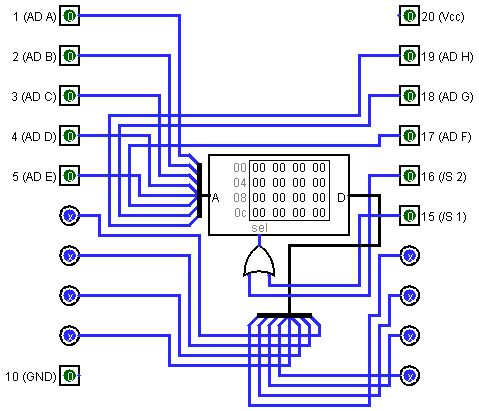 1 (AD A) 0
0 20 (Vcc)
2 (AD B) 0
0 19 (AD H)
3 (AD C) 0
0 18 (AD G)
4 (AD D) 0
0 17 (AD F)
00 00 00 00 00
04 00 00 00 00
08 00 00 00 00
0c 00 00 00 00
A
D
sel
5 (AD E) 0
0 16 (/S 2)
x
0 15 (/S 1)
x
x
x
x
x
x
10 (GND) 0
x